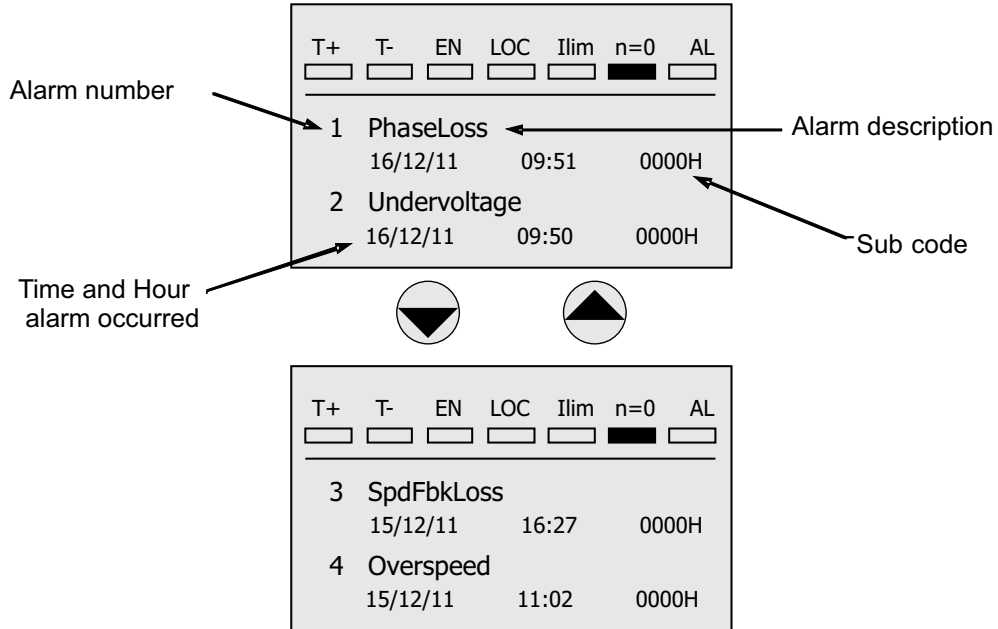 T+ T- EN LOC Ilim n=0 AL
Alarm number
1 PhaseLoss
Alarm description
16/12/11 09:51 0000H
2 Undervoltage
16/12/11 09:50 0000H
Sub code
Time and Hour
alarm occurred
T+ T- EN LOC Ilim n=0 AL
3 SpdFbkLoss
15/12/11 16:27 0000H
4 Overspeed
15/12/11 11:02 0000H